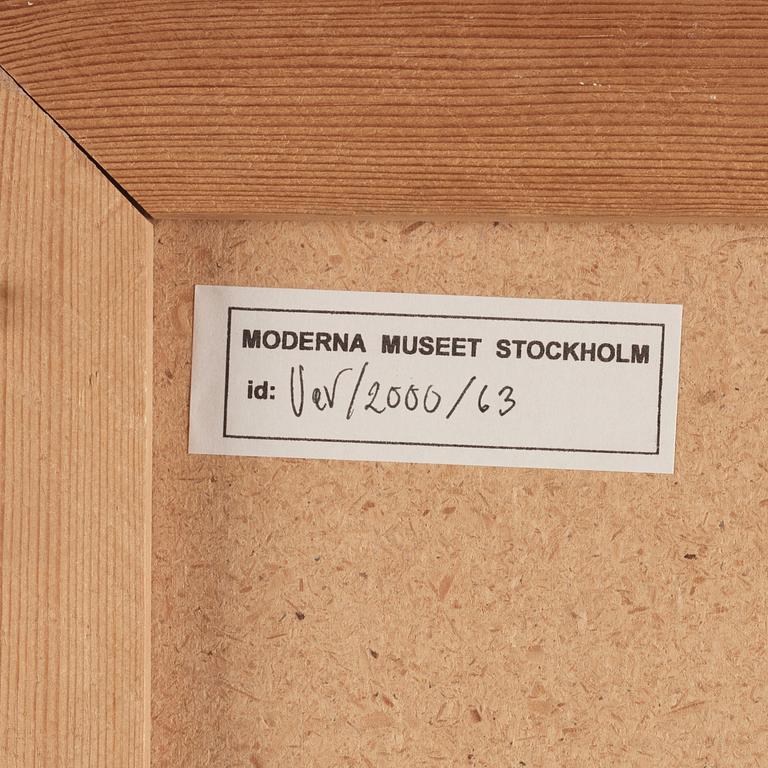 MODERNA MUSEET STOCKHOLM
id: Ver/2000/63